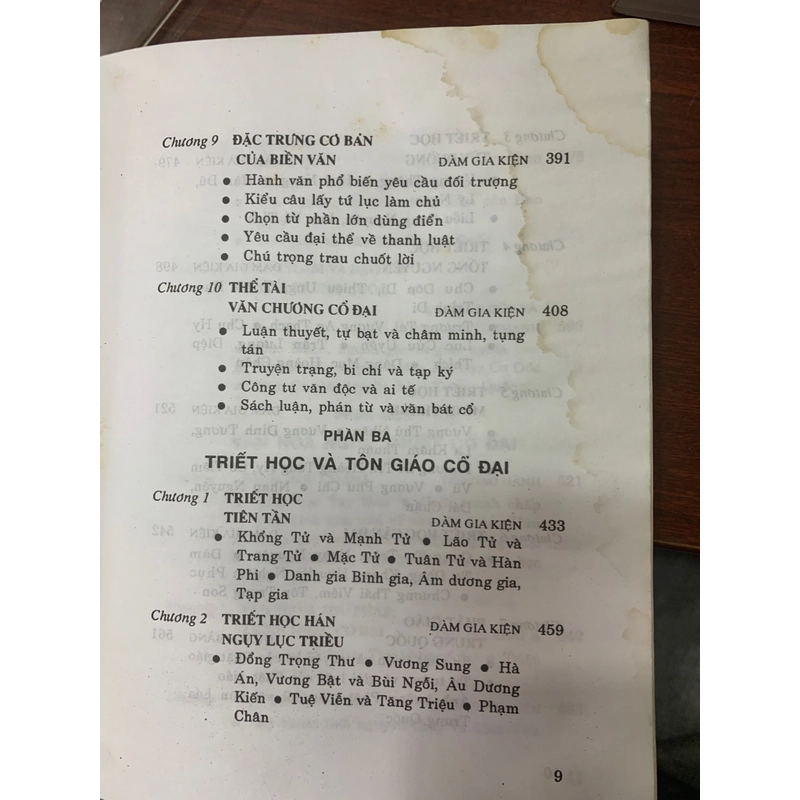 Chương 9 ĐẶC TRƯNG CƠ BẢN
CỦA BIỀN VĂN ĐÀM GIA KIỆN 391
● Hành văn phổ biến yêu cầu đối trượng
● Kiểu câu lấy tứ lục làm chủ
● Chọn từ phần lớn dùng điển
● Yêu cầu đại thể về thanh luật
● Chú trọng trau chuốt lời
Chương 10 THỂ TÀI
VĂN CHƯƠNG CỔ ĐẠI ĐÀM GIA KIỆN 408
● Luận thuyết, tự bạt và châm minh, tụng
tán
● Truyện trạng, bi chí và tạp ký
● Công tư văn độc và ai tế
● Sách luận, phán từ và văn bát cổ
PHẦN BA
TRIẾT HỌC VÀ TÔN GIÁO CỔ ĐẠI
Chương 1 TRIẾT HỌC
TIÊN TẦN ĐÀM GIA KIỆN 433
● Khổng Tử và Mạnh Tử ● Lão Tử và
Trang Tử ● Mặc Tử ● Tuân Tử và Hàn
Phi ● Danh gia Binh gia, Âm dương gia,
Tạp gia
Chương 2 TRIẾT HỌC HÁN
NGỤY LỤC TRIỀU ĐÀM GIA KIỆN 459
● Đổng Trọng Thư ● Vương Sung ● Hà
Án, Vương Bật và Bùi Ngỗi, Âu Dương
Kiến ● Tuệ Viễn và Tăng Triệu ● Phạm
Chân
9